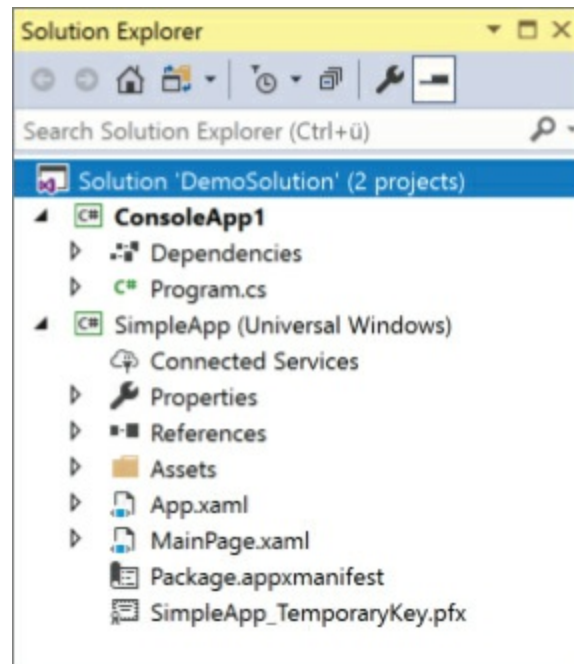 Solution Explorer
Search Solution Explorer (Ctrl+ü)
Solution 'DemoSolution' (2 projects)
C# ConsoleApp1
Dependencies
C# Program.cs
C# SimpleApp (Universal Windows)
Connected Services
Properties
References
Assets
App.xaml
MainPage.xaml
Package.appxmanifest
SimpleApp_TemporaryKey.pfx